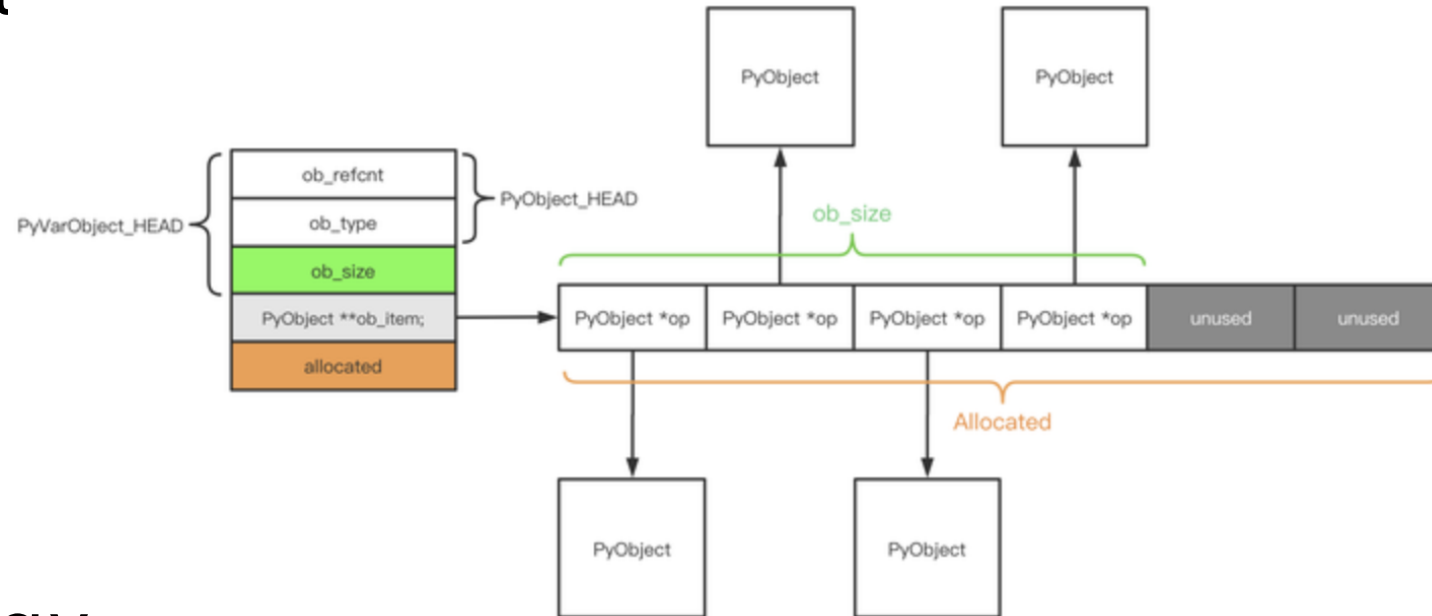 PyObject
PyObject
ob_refcnt
PyObject_HEAD
ob_type
PyVarObject_HEAD
ob_size
ob_size
PyObject **ob_item;
PyObject *op
PyObject *op
PyObject *op
PyObject *op
unused
unused
allocated
Allocated
PyObject
PyObject